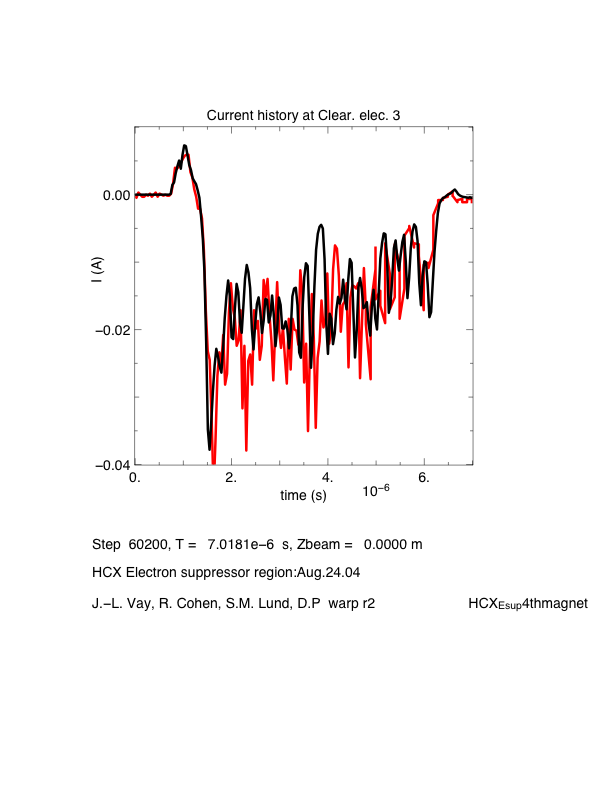 Current history at Clear. elec. 3
I (A)
0.00
−0.02
−0.04
0. 2. 4. 6.
time (s) 10−6
Step 60200, T = 7.0181e−6 s, Zbeam = 0.0000 m
HCX Electron suppressor region:Aug.24.04
J.−L. Vay, R. Cohen, S.M. Lund, D.P warp r2 HCXEsup4thmagnet